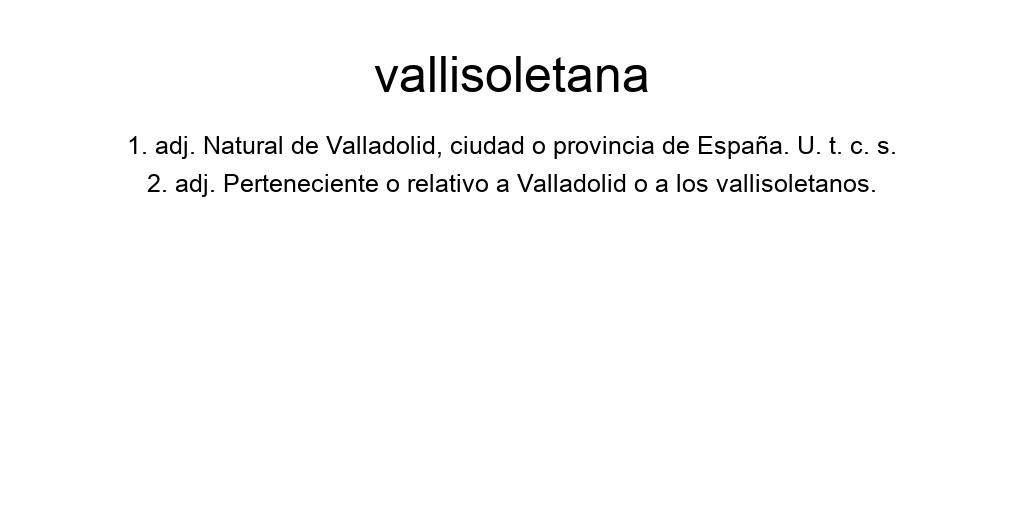 vallisoletana
1. adj. Natural de Valladolid, ciudad o provincia de España. U. t. c. s.
2. adj. Perteneciente o relativo a Valladolid o a los vallisoletanos.